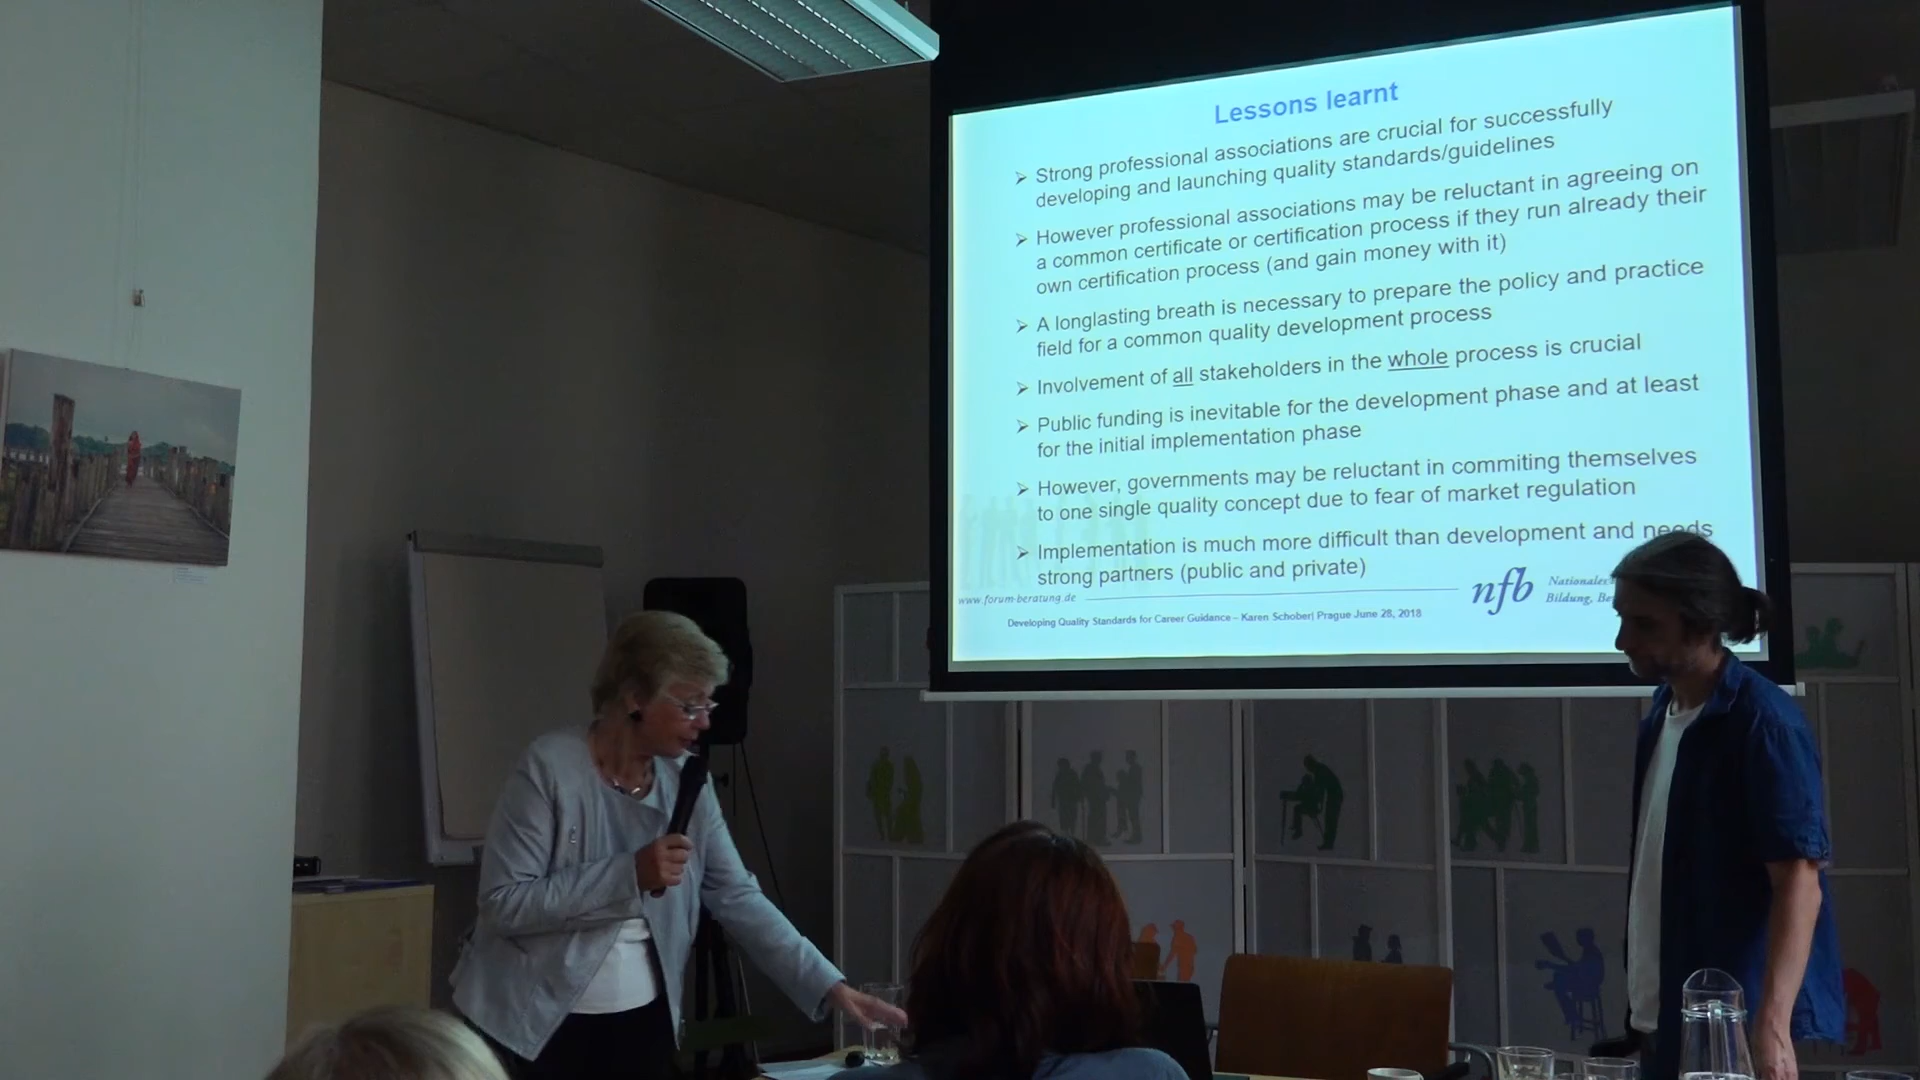 Lessons learnt
➢ Strong professional associations are crucial for successfully
developing and launching quality standards/guidelines
➢ However professional associations may be reluctant in agreeing on
a common certificate or certification process if they run already their
own certification process (and gain money with it)
➢ A longlasting breath is necessary to prepare the policy and practice
field for a common quality development process
➢ Involvement of all stakeholders in the whole process is crucial
➢ Public funding is inevitable for the development phase and at least
for the initial implementation phase
➢ However, governments may be reluctant in commiting themselves
to one single quality concept due to fear of market regulation
➢ Implementation is much more difficult than development and needs
strong partners (public and private)
www.forum-beratung.de
nfb
Nationales
Bildung,
Developing Quality Standards for Career Guidance – Karen Schober| Prague June 28, 2018